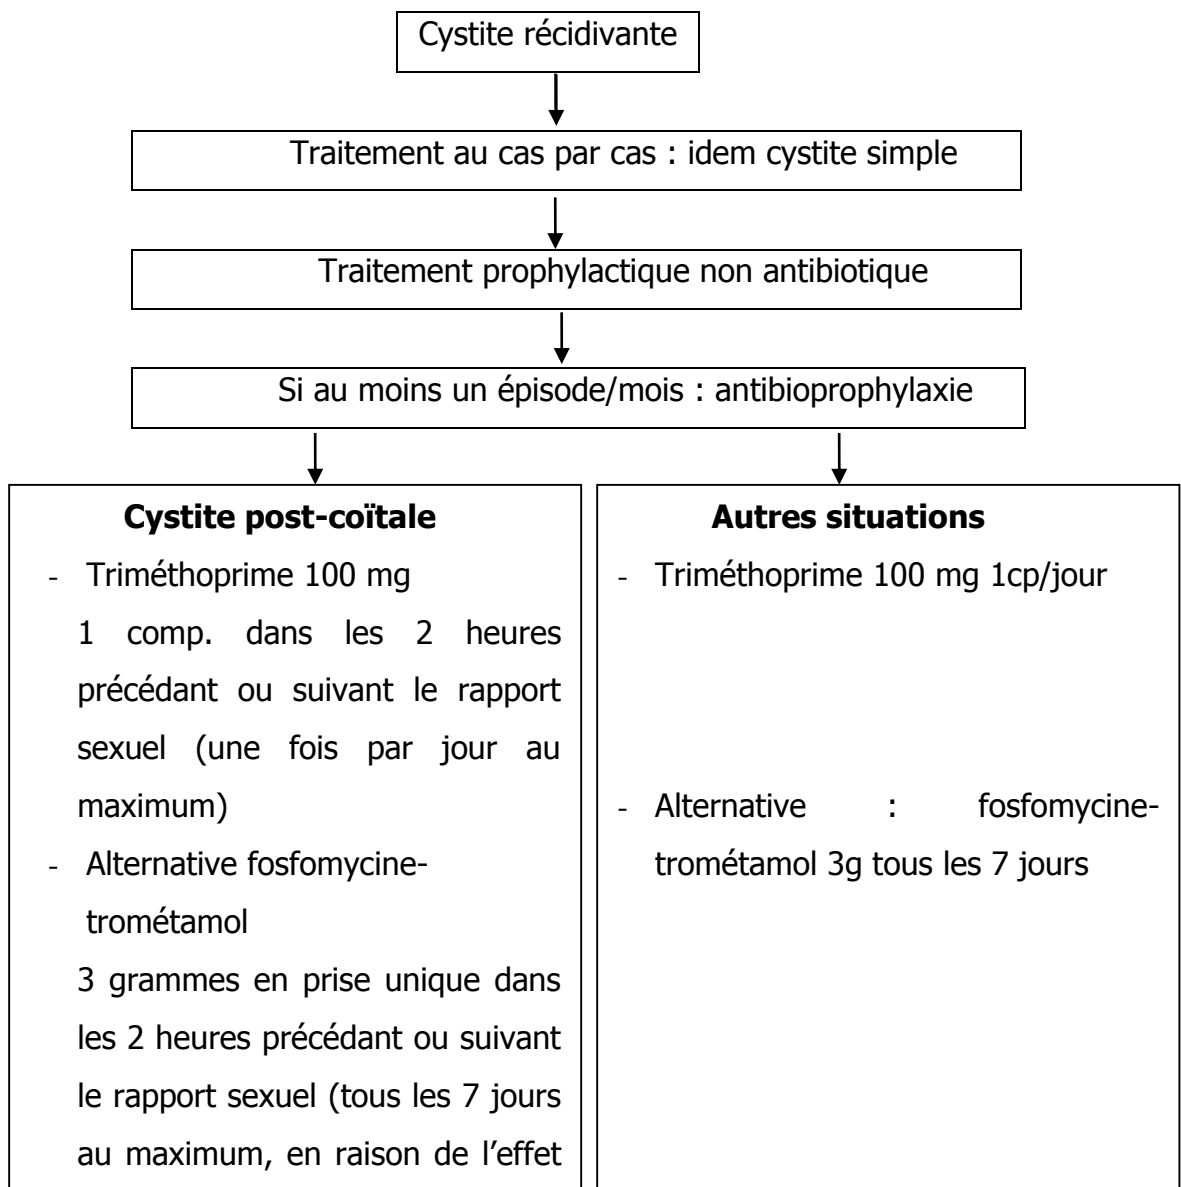 Cystite récidivante
Traitement au cas par cas : idem cystite simple
Traitement prophylactique non antibiotique
Si au moins un épisode/mois : antibioprophylaxie
Cystite post-coïtale
- Triméthoprime 100 mg
1 comp. dans les 2 heures
précédant ou suivant le rapport
sexuel (une fois par jour au
maximum)
- Alternative fosfomycine-
trométamol
3 grammes en prise unique dans
les 2 heures précédant ou suivant
le rapport sexuel (tous les 7 jours
au maximum, en raison de l’effet
Autres situations
- Triméthoprime 100 mg 1cp/jour
- Alternative : fosfomycine-
trométamol 3g tous les 7 jours